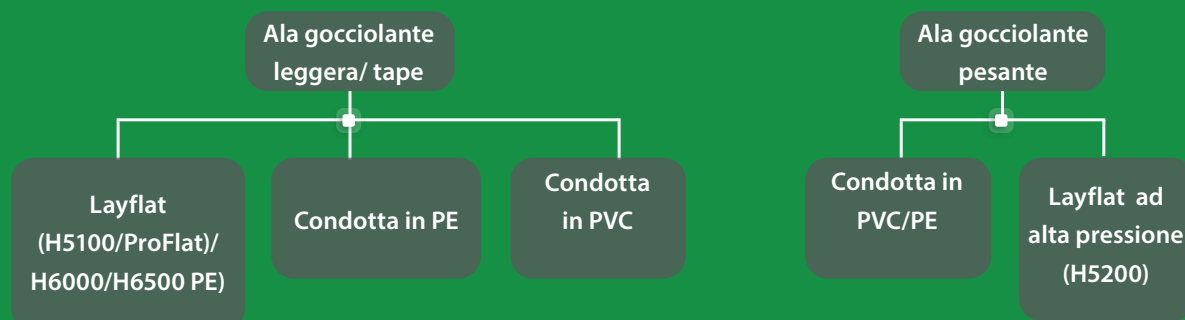 Ala gocciolante
leggera/ tape
Ala gocciolante
pesante
Layflat
(H5100/ProFlat)/
H6000/H6500 PE)
Condotta in PE
Condotta
in PVC
Condotta in
PVC/PE
Layflat ad
alta pressione
(H5200)